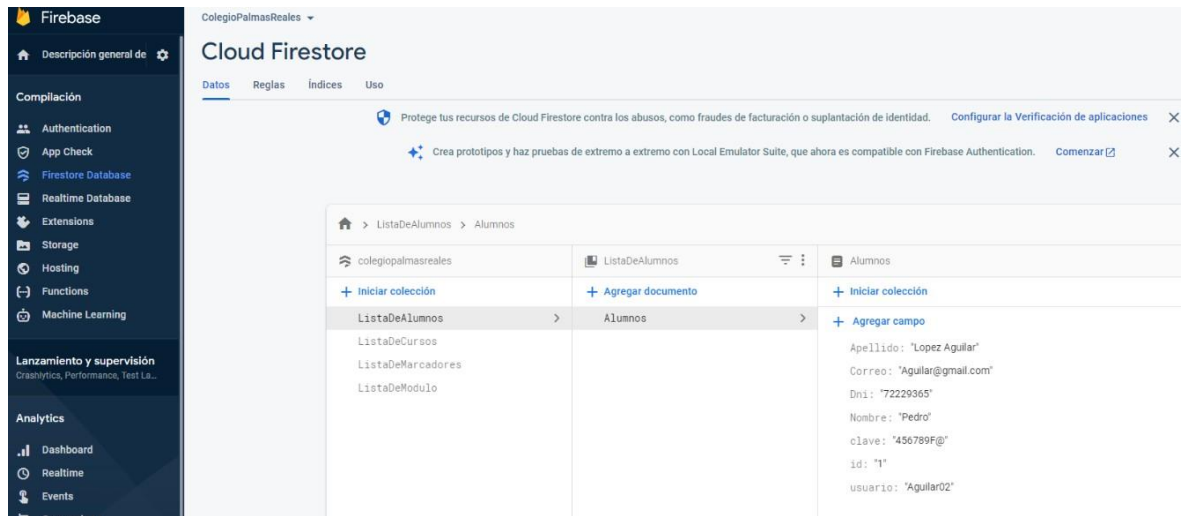 Firebase
Descripción general de
Compilación
Authentication
App Check
Firestore Database
Realtime Database
Extensions
Storage
Hosting
Functions
Machine Learning
Lanzamiento y supervisión
Crashlytics, Performance, Test La...
Analytics
Dashboard
Realtime
Events
ColegioPalmasReales
Cloud Firestore
Datos Reglas Índices Uso
Protege tus recursos de Cloud Firestore contra los abusos, como fraudes de facturación o suplantación de identidad. Configurar la Verificación de aplicaciones
Crea prototipos y haz pruebas de extremo a extremo con Local Emulator Suite, que ahora es compatible con Firebase Authentication. Comenzar
> ListaDeAlumnos > Alumnos
colegiopalmasreales
+ Iniciar colección
ListaDeAlumnos >
ListaDeCursos
ListaDeMarcadores
ListaDeModulo
ListaDeAlumnos
+ Agregar documento
Alumnos >
Alumnos
+ Iniciar colección
+ Agregar campo
Apellido: "Lopez Aguilar"
Correo: "Aguilar@gmail.com"
Dni: "72229365"
Nombre: "Pedro"
clave: "456789F@"
id: "1"
usuario: "Aguilar02"